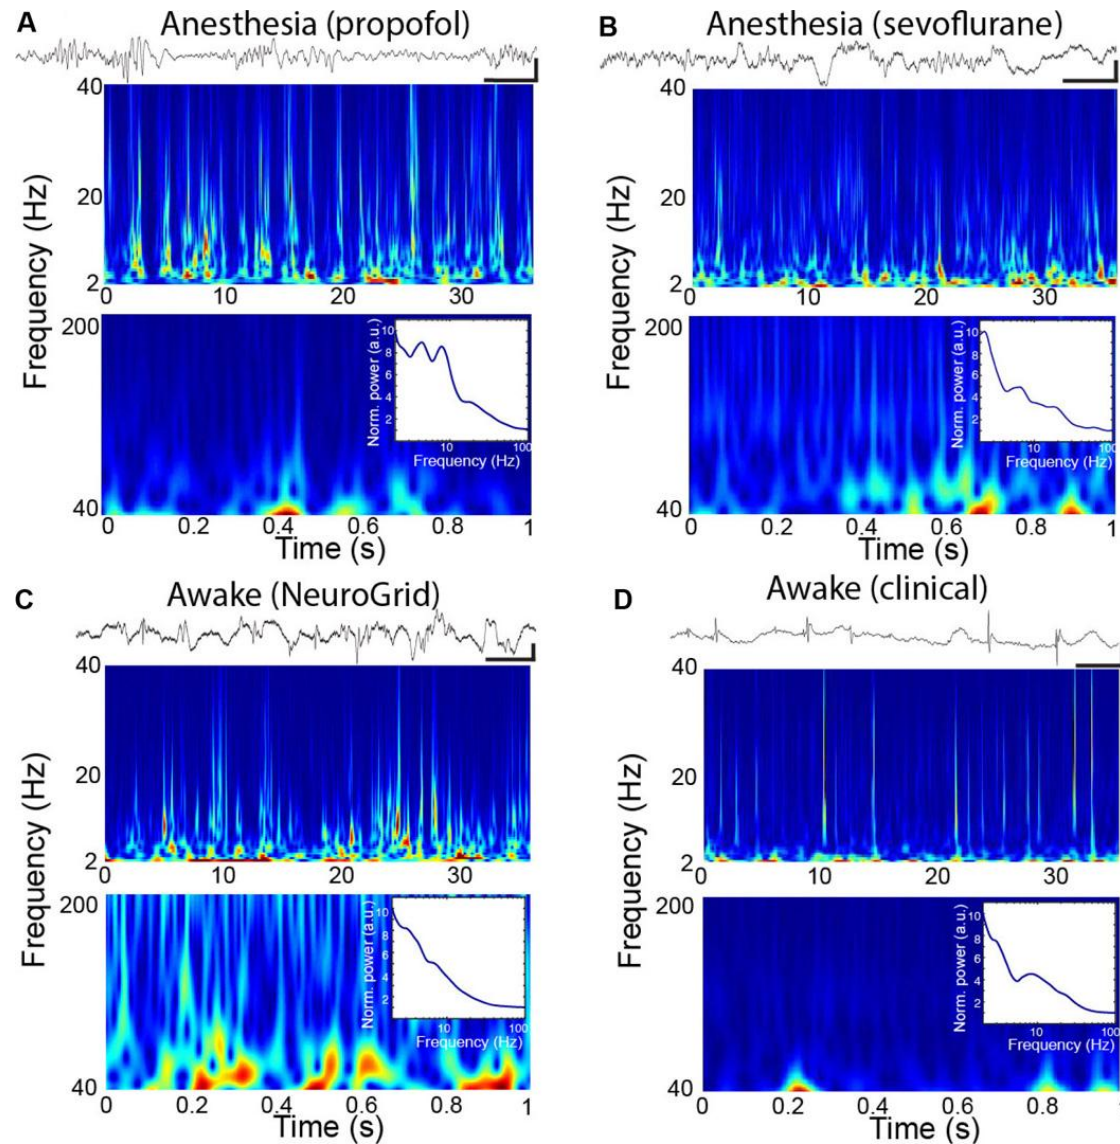 A Anesthesia (propofol)
Frequency (Hz)
40
20
2
0 10 20 30
200
40
0 0.2 0.4 0.6 0.8 1
Time (s)
Norm. power (a.u.)
10
8
6
4
2
10 100
Frequency (Hz)
B Anesthesia (sevoflurane)
Frequency (Hz)
40
20
2
0 10 20 30
200
40
0 0.2 0.4 0.6 0.8 1
Time (s)
Norm. power (a.u.)
10
8
6
4
2
10 100
Frequency (Hz)
C Awake (NeuroGrid)
Frequency (Hz)
40
20
2
0 10 20 30
200
40
0 0.2 0.4 0.6 0.8 1
Time (s)
Norm. power (a.u.)
10
8
6
4
2
10 100
Frequency (Hz)
D Awake (clinical)
Frequency (Hz)
40
20
2
0 10 20 30
200
40
0 0.2 0.4 0.6 0.8 1
Time (s)
Norm. power (a.u.)
10
8
6
4
2
10 100
Frequency (Hz)